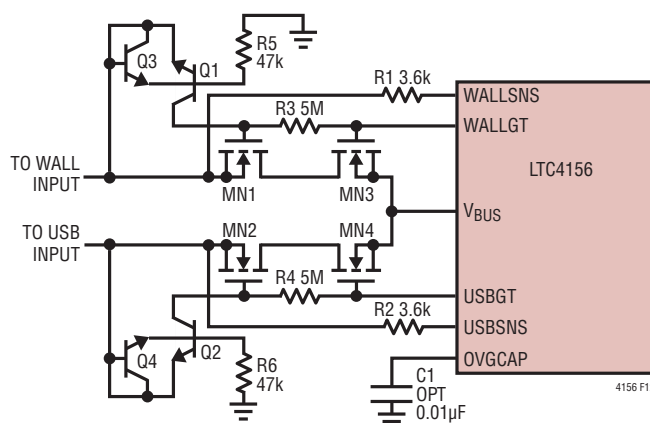 R5
47k
Q3
Q1
R1 3.6k
WALLSNS
R3 5M
WALLGT
LTC4156
TO WALL
INPUT
MN1
MN3
VBUS
TO USB
INPUT
MN2
MN4
R4 5M
USBGT
R2 3.6k
USBSNS
Q4
Q2
R6
47k
OVGCAP
C1
OPT
0.01µF
4156 F1